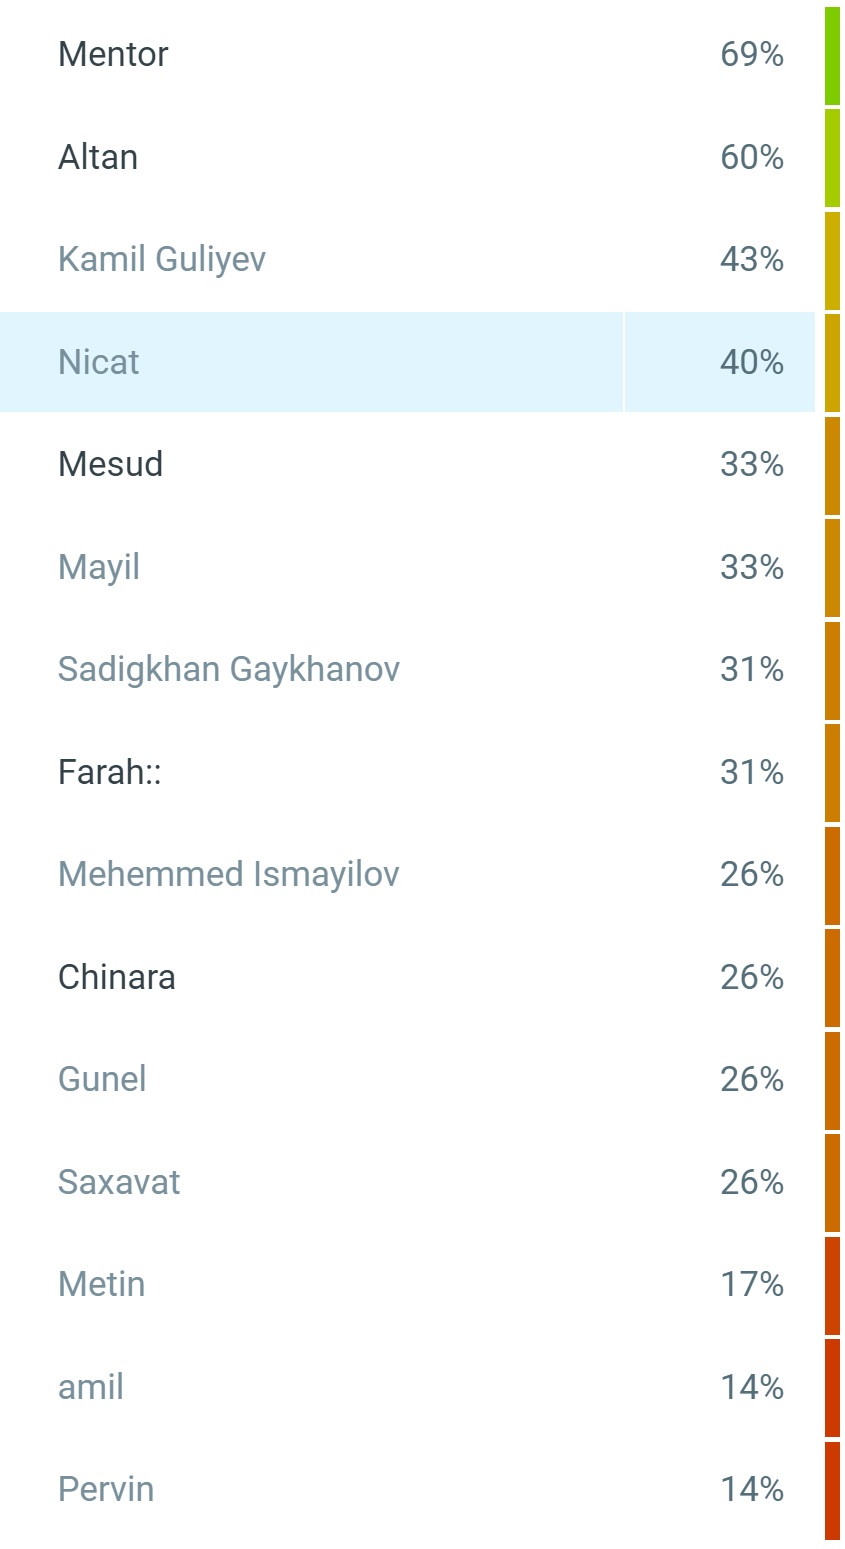 Mentor 69%
Altan 60%
Kamil Guliyev 43%
Nicat 40%
Mesud 33%
Mayil 33%
Sadigkhan Gaykhanov 31%
Farah:: 31%
Mehemmed Ismayilov 26%
Chinara 26%
Gunel 26%
Saxavat 26%
Metin 17%
amil 14%
Pervin 14%